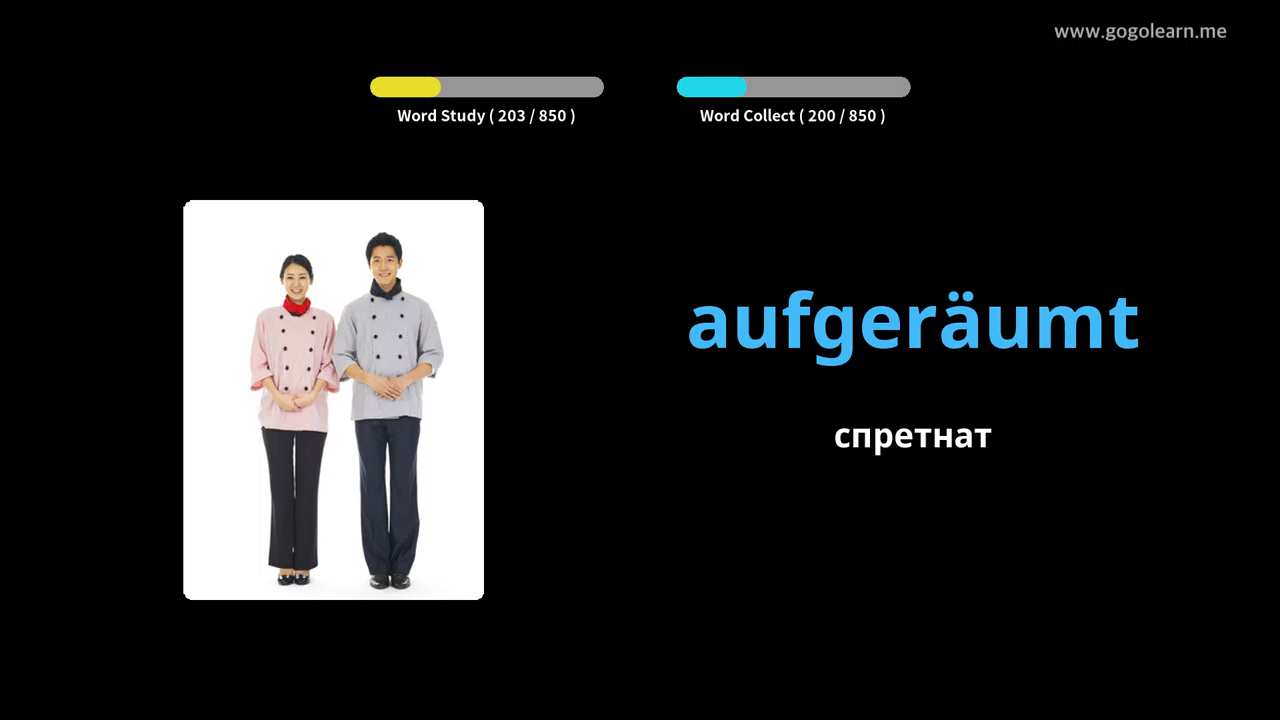 www.gogolearn.me
Word Study ( 203 / 850 )
Word Collect ( 200 / 850 )
aufgeräumt
спретнат